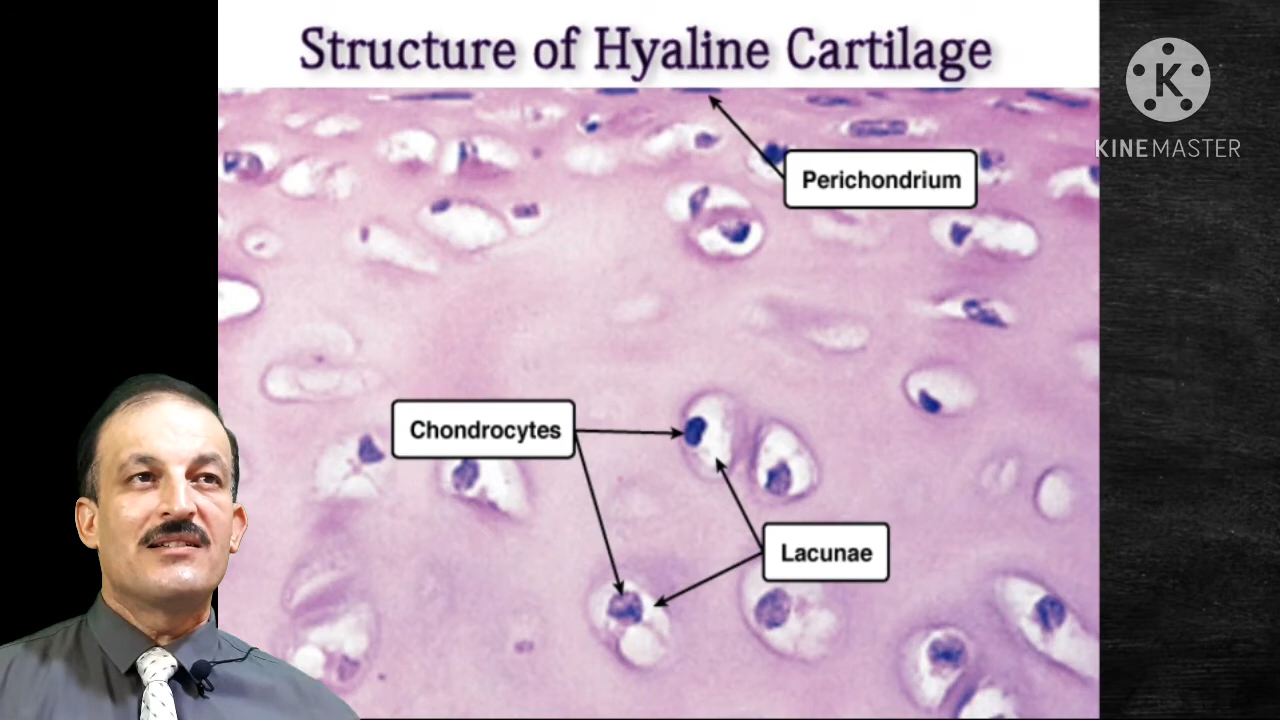 Structure of Hyaline Cartilage
K
KINEMASTER
Perichondrium
Chondrocytes
Lacunae